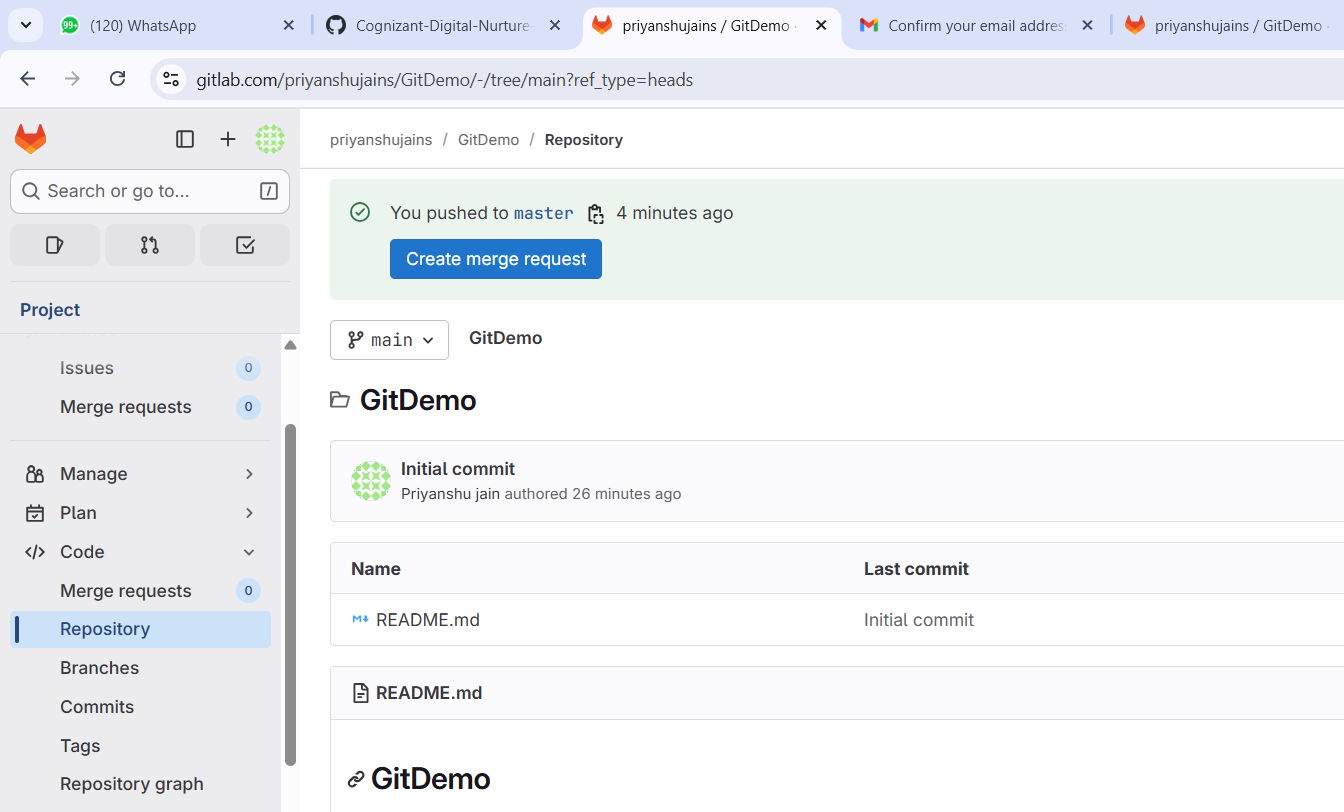 99+ (120) WhatsApp
Cognizant-Digital-Nurture-
priyanshujains / GitDemo ·
Confirm your email address
priyanshujains / GitDemo ·
gitlab.com/priyanshujains/GitDemo/-/tree/main?ref_type=heads
priyanshujains / GitDemo / Repository
Search or go to... /
You pushed to master 4 minutes ago
Create merge request
Project
main GitDemo
Issues 0
Merge requests 0
GitDemo
Manage
Plan
Code
Merge requests 0
Repository
Branches
Commits
Tags
Repository graph
Initial commit
Priyanshu jain authored 26 minutes ago
Name Last commit
README.md Initial commit
README.md
GitDemo